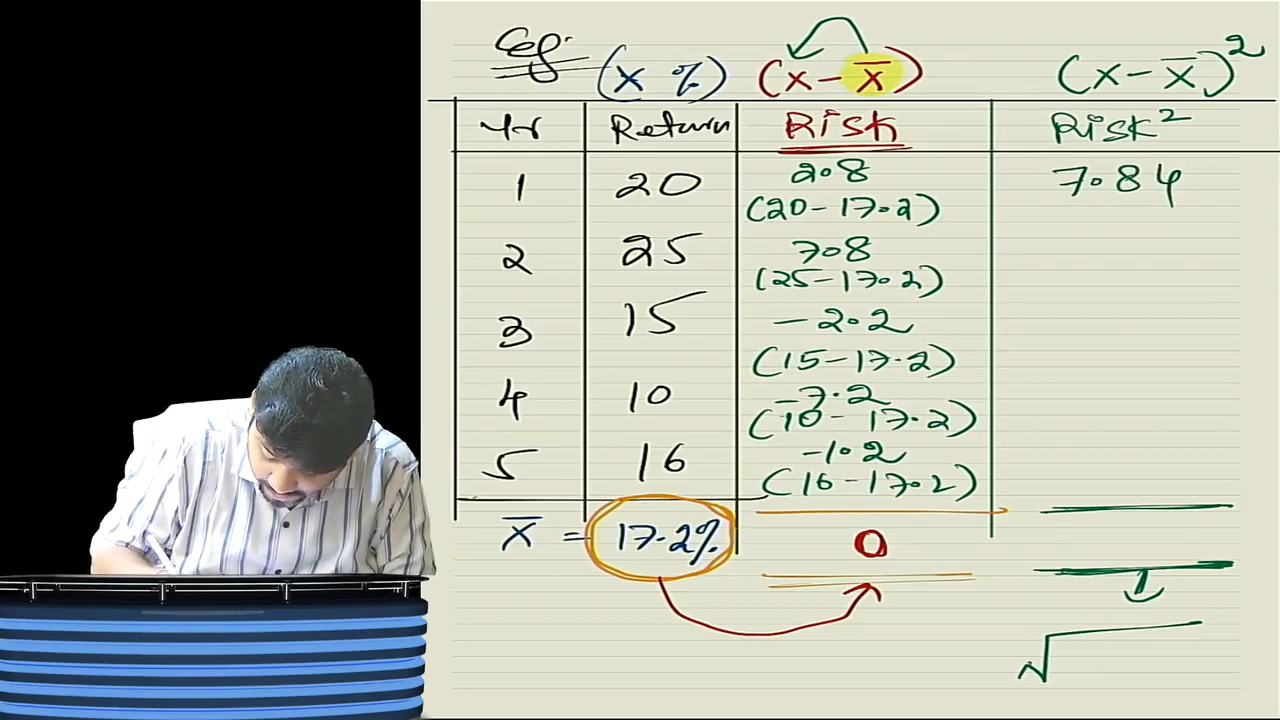 Eg:
(X %) (X - X̄) (X - X̄)²
Yr Return Risk Risk²
1 20 2.8 7.84
(20 - 17.2)
2 25 7.8
(25 - 17.2)
3 15 -2.2
(15 - 17.2)
4 10 -7.2
(10 - 17.2)
5 16 -1.2
(16 - 17.2)
X̄ = 17.2% 0
√